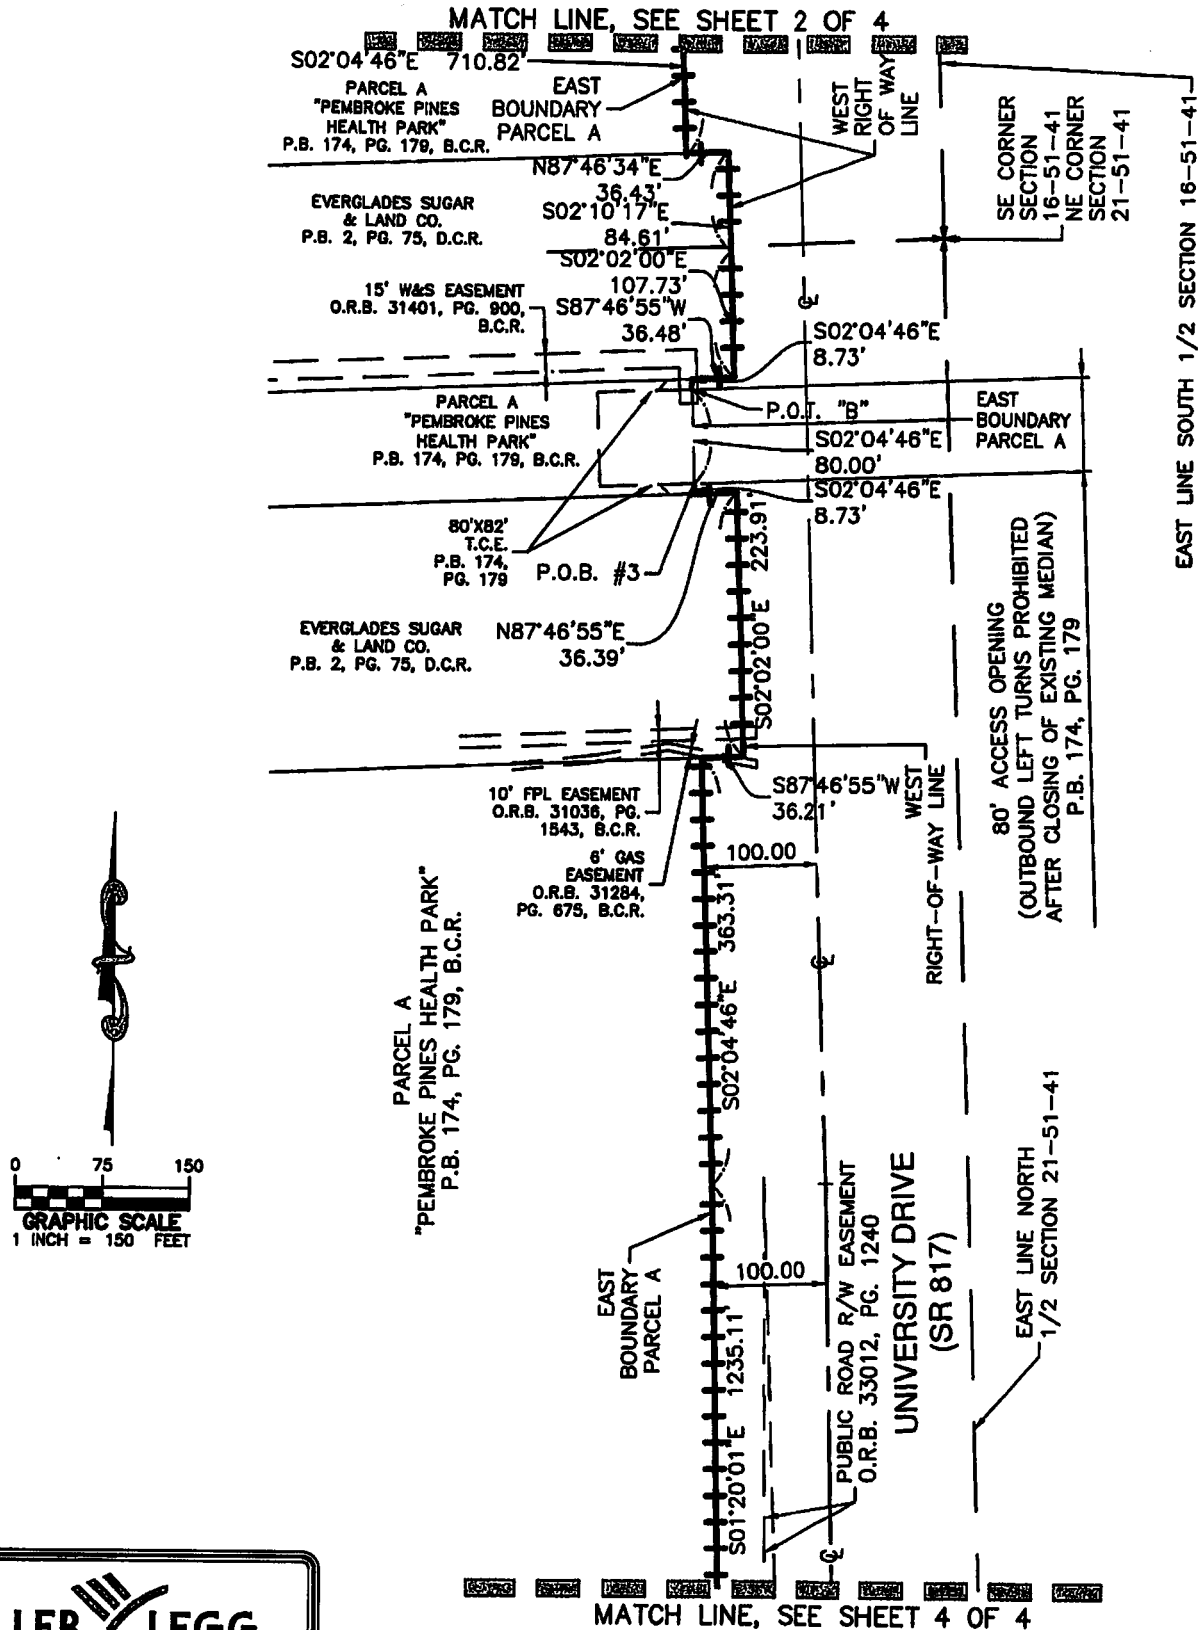 MATCH LINE, SEE SHEET 2 OF 4
S02°04'46"E 710.82'
PARCEL A
"PEMBROKE PINES
HEALTH PARK"
P.B. 174, PG. 179, B.C.R.
EAST
BOUNDARY
PARCEL A
WEST
RIGHT
OF WAY
LINE
SE CORNER
SECTION
16-51-41
NE CORNER
SECTION
21-51-41
EAST LINE SOUTH 1/2 SECTION 16-51-41
N87°46'34"E
36.43'
EVERGLADES SUGAR
& LAND CO.
P.B. 2, PG. 75, D.C.R.
S02°10'17"E
84.61'
S02°02'00"E
107.73'
15' W&S EASEMENT
O.R.B. 31401, PG. 900,
B.C.R.
S87°46'55"W
36.48'
S02°04'46"E
8.73'
PARCEL A
"PEMBROKE PINES
HEALTH PARK"
P.B. 174, PG. 179, B.C.R.
P.O.T. "B"
EAST
BOUNDARY
PARCEL A
S02°04'46"E
80.00'
S02°04'46"E
8.73'
80'X82'
T.C.E.
P.B. 174,
PG. 179
P.O.B. #3
223.91'
S02°02'00"E
EVERGLADES SUGAR
& LAND CO.
P.B. 2, PG. 75, D.C.R.
N87°46'55"E
36.39'
80' ACCESS OPENING
(OUTBOUND LEFT TURNS PROHIBITED
AFTER CLOSING OF EXISTING MEDIAN)
P.B. 174, PG. 179
10' FPL EASEMENT
O.R.B. 31036, PG.
1543, B.C.R.
S87°46'55"W
36.21'
WEST
RIGHT-OF-WAY LINE
6' GAS
EASEMENT
O.R.B. 31284,
PG. 675, B.C.R.
100.00
363.31'
S02°04'46"E
PARCEL A
"PEMBROKE PINES HEALTH PARK"
P.B. 174, PG. 179, B.C.R.
0 75 150
GRAPHIC SCALE
1 INCH = 150 FEET
EAST
BOUNDARY
PARCEL A
100.00
1235.11'
S01°20'01"E
PUBLIC ROAD R/W EASEMENT
O.R.B. 33012, PG. 1240
UNIVERSITY DRIVE
(SR 817)
EAST LINE NORTH
1/2 SECTION 21-51-41
MATCH LINE, SEE SHEET 4 OF 4
LEGG